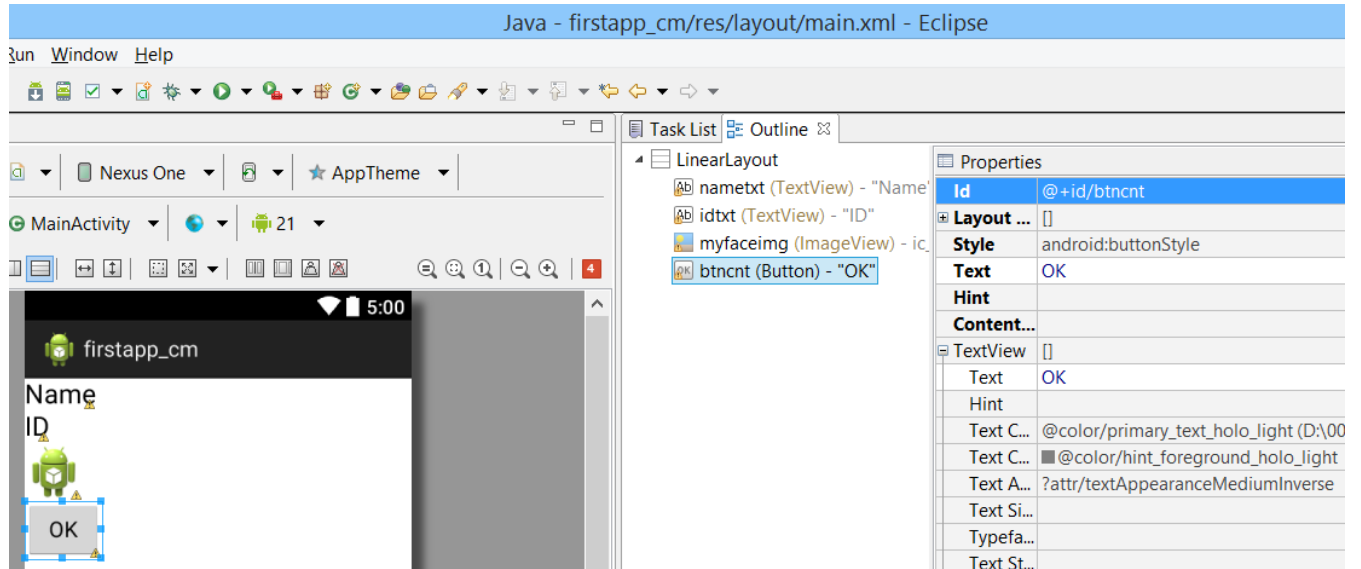 Java - firstapp_cm/res/layout/main.xml - Eclipse
Run Window Help
Task List Outline
Nexus One AppTheme
MainActivity 21
4
5:00
firstapp_cm
Name
ID
OK
LinearLayout
nametxt (TextView) - "Name"
idtxt (TextView) - "ID"
myfaceimg (ImageView) - ic_
btncnt (Button) - "OK"
Properties
Id @+id/btncnt
Layout ... []
Style android:buttonStyle
Text OK
Hint
Content...
TextView []
Text OK
Hint
Text C... @color/primary_text_holo_light (D:\00
Text C... @color/hint_foreground_holo_light
Text A... ?attr/textAppearanceMediumInverse
Text Si...
Typefa...
Text St...